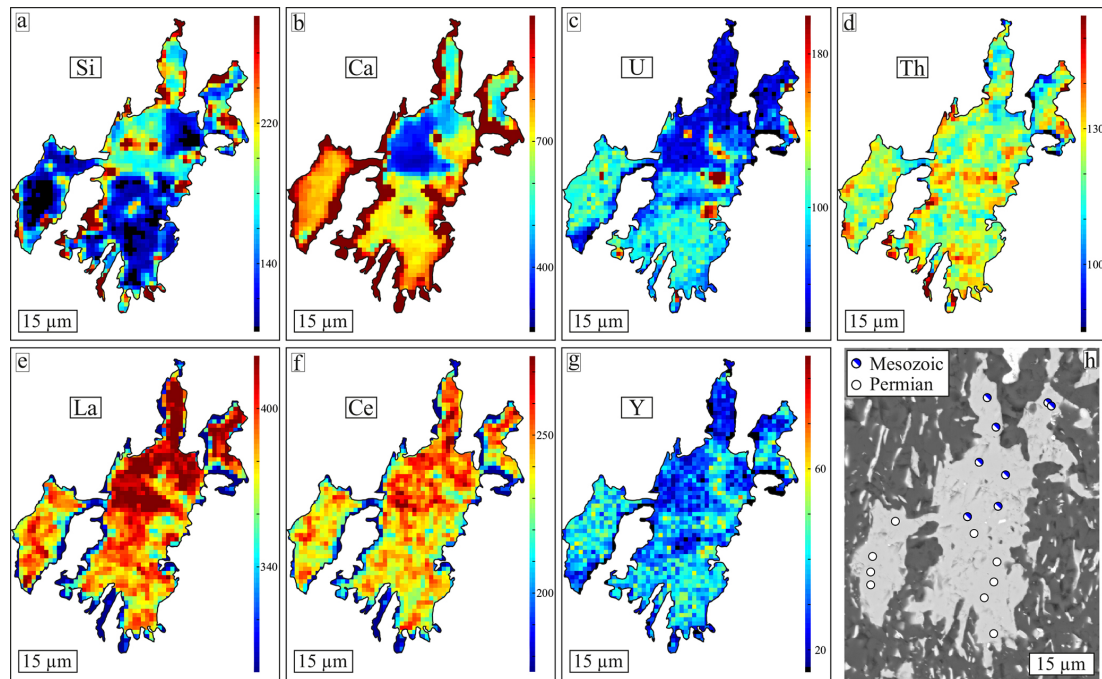 a
Si
220
140
15 µm
b
Ca
700
400
15 µm
c
U
180
100
15 µm
d
Th
130
100
15 µm
e
La
400
340
15 µm
f
Ce
250
200
15 µm
g
Y
60
20
15 µm
h
Mesozoic
Permian
15 µm